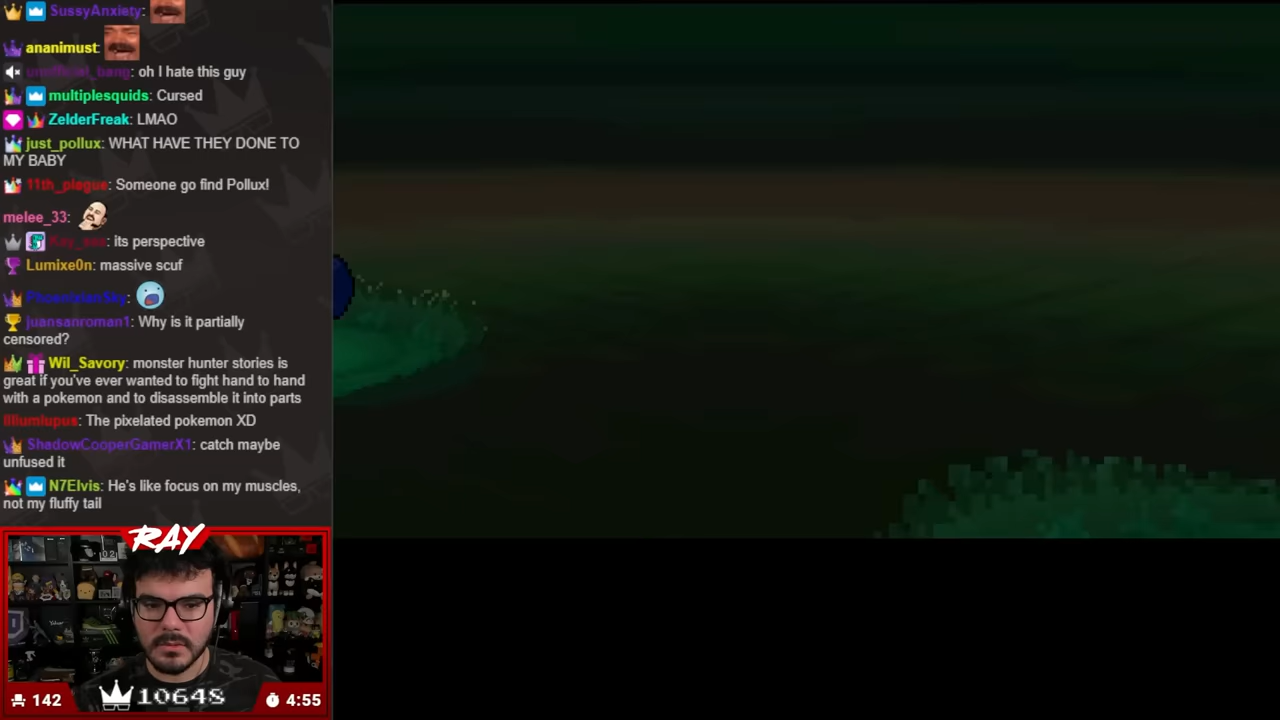 SussyAnxiety:
ananimust:
unofficial_bang: oh I hate this guy
multiplesquids: Cursed
ZelderFreak: LMAO
just_pollux: WHAT HAVE THEY DONE TO
MY BABY
11th_plague: Someone go find Pollux!
melee_33:
its perspective
Lumixe0n: massive scuf
juansanroman1: Why is it partially
censored?
Wil_Savory: monster hunter stories is
great if you've ever wanted to fight hand to hand
with a pokemon and to disassemble it into parts
The pixelated pokemon XD
ShadowCooperGamerX1: catch maybe
unfused it
N7Elvis: He's like focus on my muscles,
not my fluffy tail
RAY
142 10648 4:55